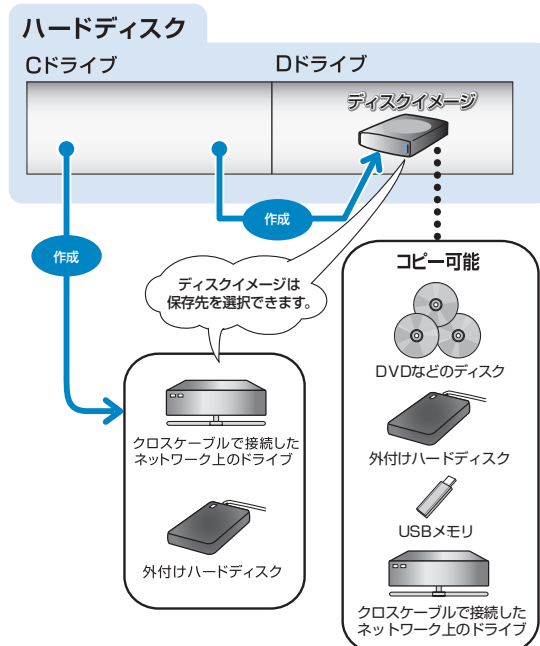 ハードディスク
Cドライブ
Dドライブ
ディスクイメージ
作成
作成
コピー可能
ディスクイメージは
保存先を選択できます。
DVDなどのディスク
クロスケーブルで接続した
ネットワーク上のドライブ
外付けハードディスク
外付けハードディスク
USBメモリ
クロスケーブルで接続した
ネットワーク上のドライブ